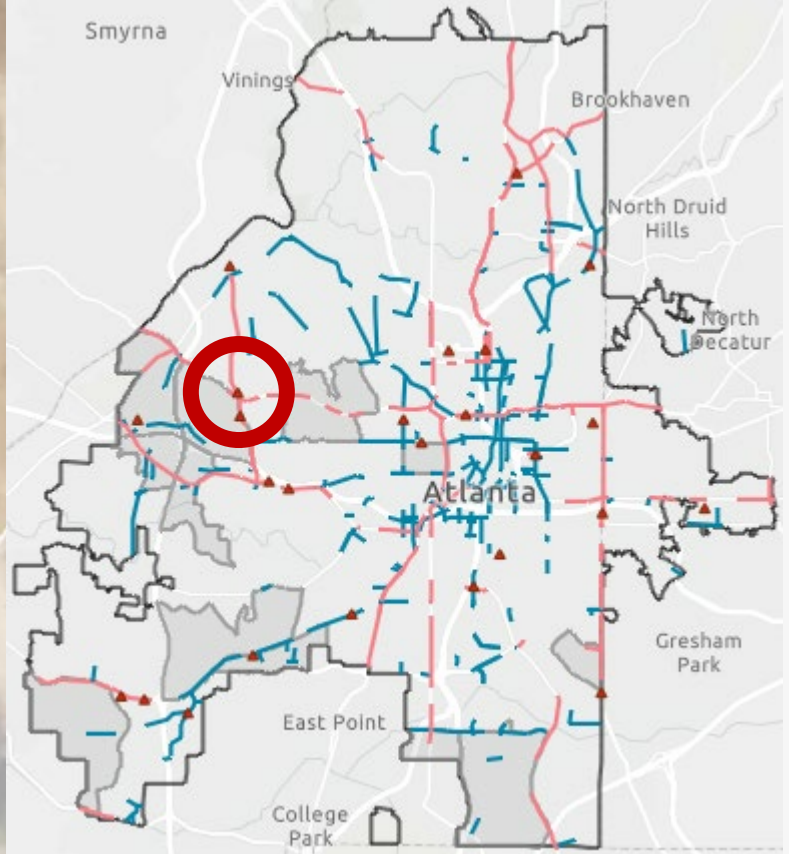 Smyrna
Vinings
Brookhaven
North Druid
Hills
North
Decatur
Atlanta
Gresham
Park
East Point
College
Park